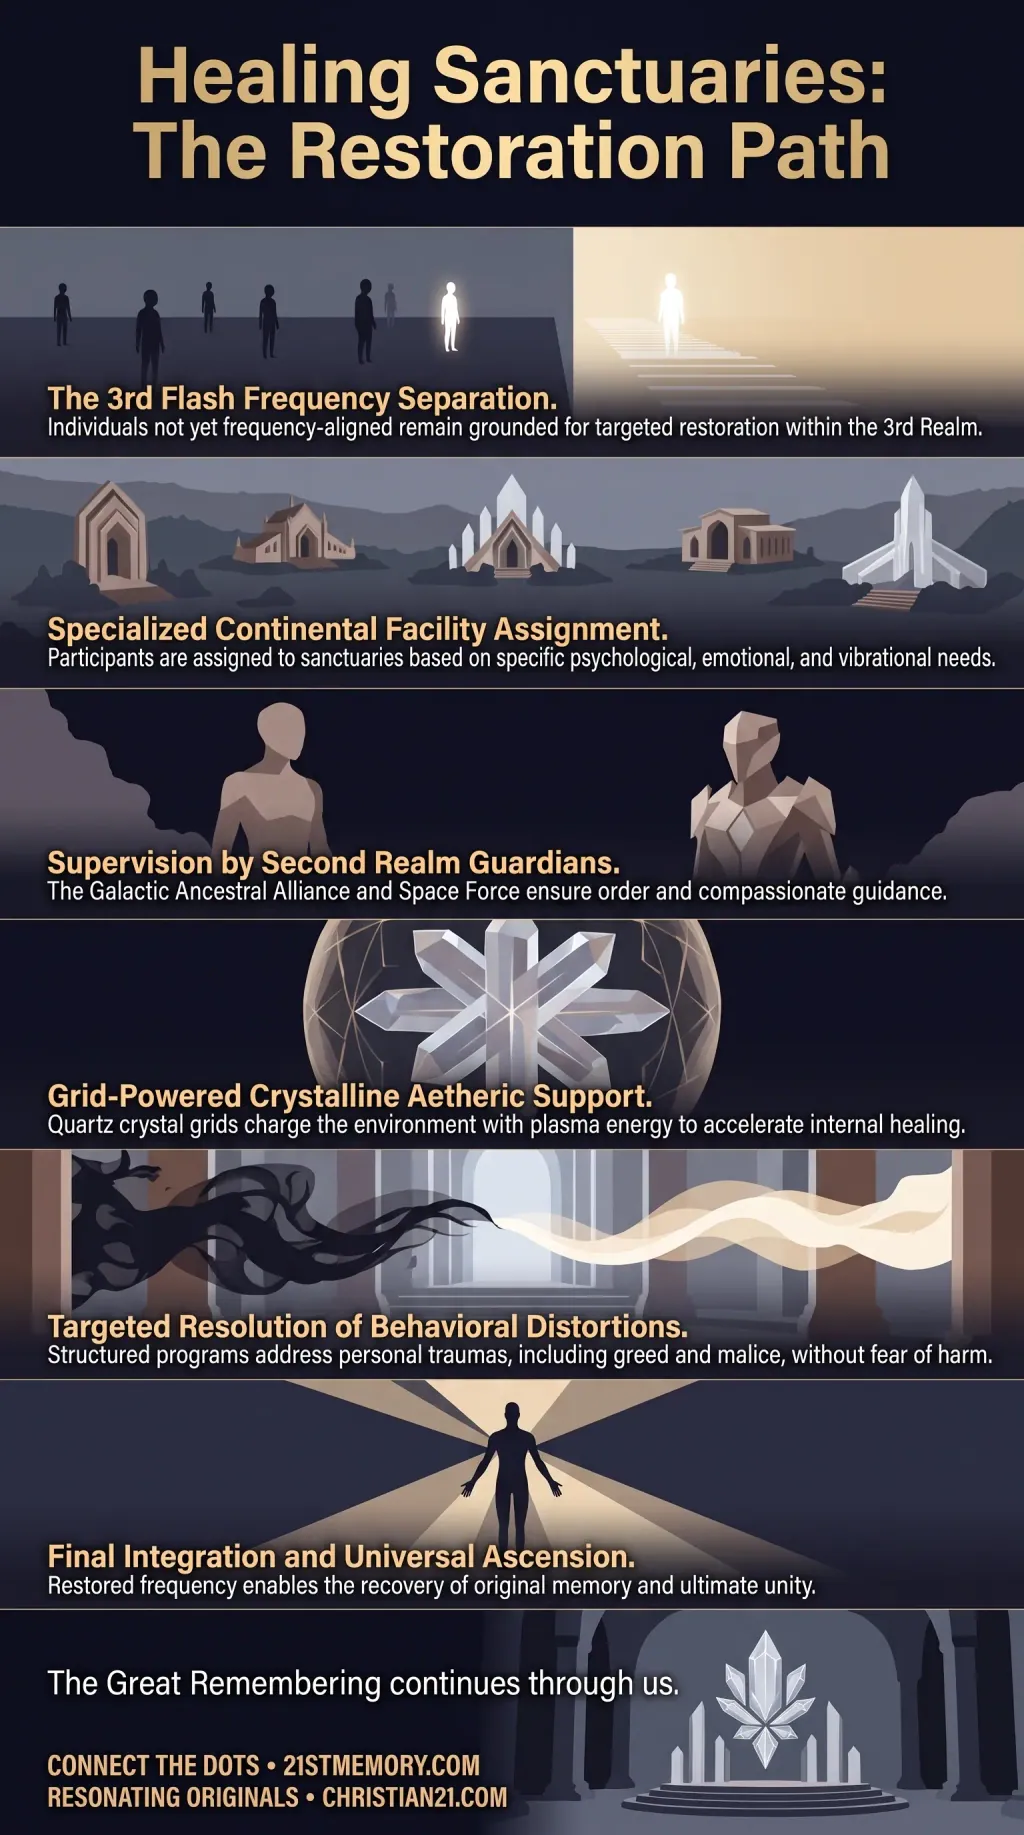 Healing Sanctuaries:
The Restoration Path
The 3rd Flash Frequency Separation.
Individuals not yet frequency-aligned remain grounded for targeted restoration within the 3rd Realm.
Specialized Continental Facility Assignment.
Participants are assigned to sanctuaries based on specific psychological, emotional, and vibrational needs.
Supervision by Second Realm Guardians.
The Galactic Ancestral Alliance and Space Force ensure order and compassionate guidance.
Grid-Powered Crystalline Aetheric Support.
Quartz crystal grids charge the environment with plasma energy to accelerate internal healing.
Targeted Resolution of Behavioral Distortions.
Structured programs address personal traumas, including greed and malice, without fear of harm.
Final Integration and Universal Ascension.
Restored frequency enables the recovery of original memory and ultimate unity.
The Great Remembering continues through us.
CONNECT THE DOTS • 21STMEMORY.COM
RESONATING ORIGINALS • CHRISTIAN21.COM